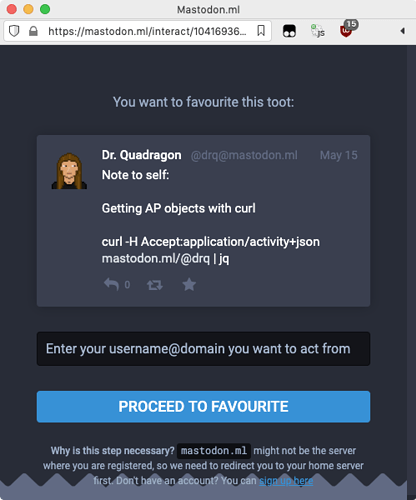 Mastodon.ml
https://mastodon.ml/interact/10416936…
js
15
You want to favourite this toot:
Dr. Quadragon @drq@mastodon.ml May 15
Note to self:
Getting AP objects with curl
curl -H Accept:application/activity+json
mastodon.ml/@drq | jq
0
Enter your username@domain you want to act from
PROCEED TO FAVOURITE
Why is this step necessary? mastodon.ml might not be the server
where you are registered, so we need to redirect you to your home server
first. Don't have an account? You can sign up here